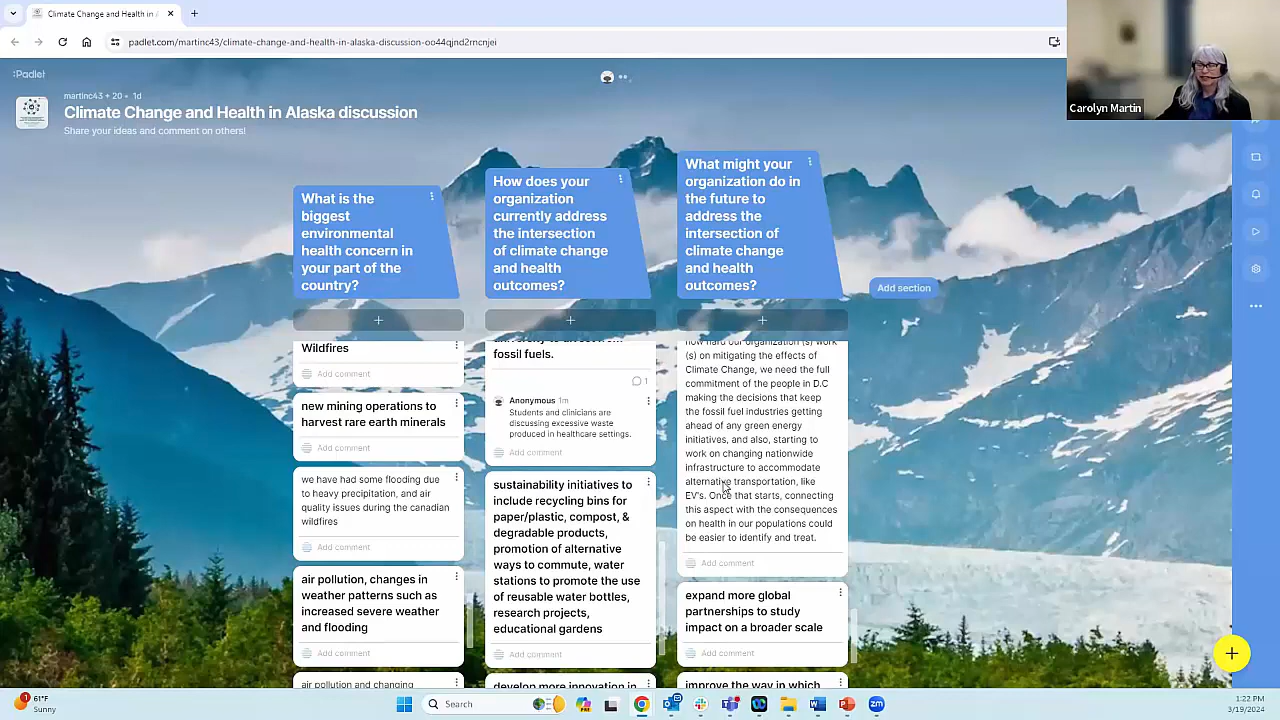 Climate Change and Health in A
padlet.com/martinc43/climate-change-and-health-in-alaska-discussion-oo44qjnd2rncnjei
Carolyn Martin
:Padlet
martinc43 + 20 • 1d
Climate Change and Health in Alaska discussion
Share your ideas and comment on others!
What is the
biggest
environmental
health concern in
your part of the
country?
Wildfires
Add comment
new mining operations to
harvest rare earth minerals
Add comment
we have had some flooding due
to heavy precipitation, and air
quality issues during the canadian
wildfires
Add comment
air pollution, changes in
weather patterns such as
increased severe weather
and flooding
Add comment
air pollution and changing
How does your
organization
currently address
the intersection
of climate change
and health
outcomes?
fossil fuels.
1
Anonymous 1m
Students and clinicians are
discussing excessive waste
produced in healthcare settings.
Add comment
sustainability initiatives to
include recycling bins for
paper/plastic, compost, &
degradable products,
promotion of alternative
ways to commute, water
stations to promote the use
of reusable water bottles,
research projects,
educational gardens
Add comment
develop more innovation in
What might your
organization do in
the future to
address the
intersection of
climate change
and health
outcomes?
how hard our organization (s) work
(s) on mitigating the effects of
Climate Change, we need the full
commitment of the people in D.C
making the decisions that keep
the fossil fuel industries getting
ahead of any green energy
initiatives, and also, starting to
work on changing nationwide
infrastructure to accommodate
alternative transportation, like
EV's. Once that starts, connecting
this aspect with the consequences
on health in our populations could
be easier to identify and treat.
Add comment
expand more global
partnerships to study
impact on a broader scale
Add comment
improve the way in which
Add section
1
61°F
Sunny
Search
zm
1:22 PM
3/19/2024